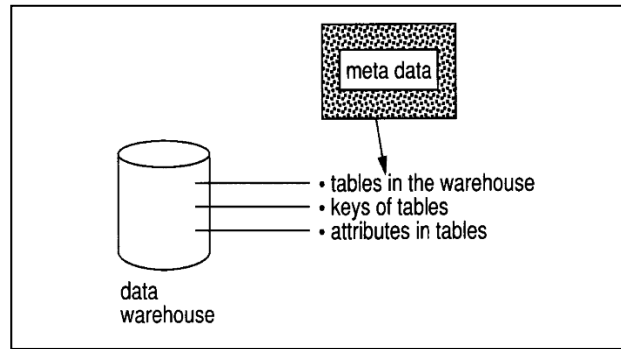 meta data
• tables in the warehouse
• keys of tables
• attributes in tables
data
warehouse